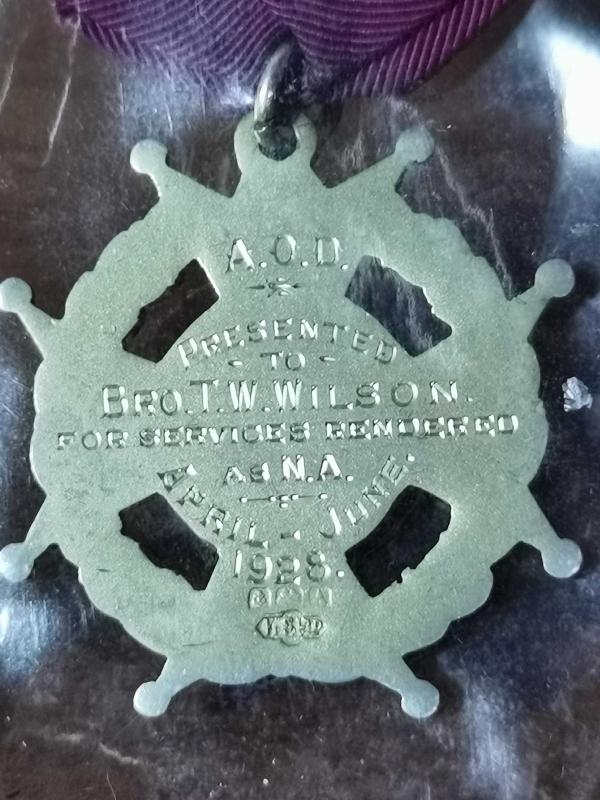 A.O.D.
PRESENTED
- TO -
BRO. T. W. WILSON.
FOR SERVICES RENDERED
AS N.A.
APRIL - JUNE.
1928.